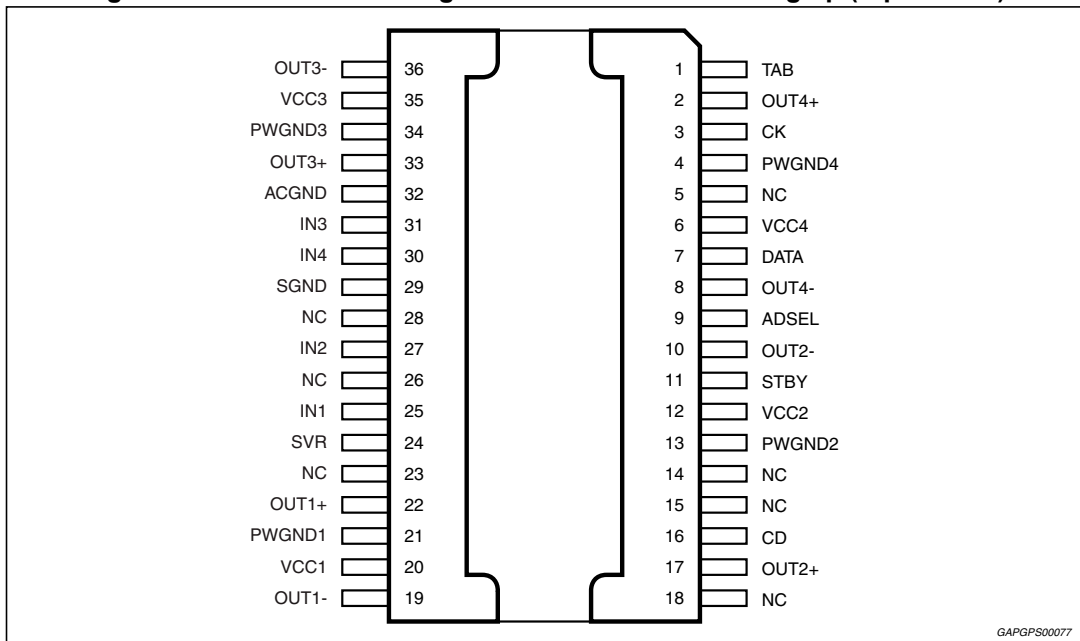 OUT3- 36 1 TAB
VCC3 35 2 OUT4+
PWGND3 34 3 CK
OUT3+ 33 4 PWGND4
ACGND 32 5 NC
IN3 31 6 VCC4
IN4 30 7 DATA
SGND 29 8 OUT4-
NC 28 9 ADSEL
IN2 27 10 OUT2-
NC 26 11 STBY
IN1 25 12 VCC2
SVR 24 13 PWGND2
NC 23 14 NC
OUT1+ 22 15 NC
PWGND1 21 16 CD
VCC1 20 17 OUT2+
OUT1- 19 18 NC
GAPGPS00077